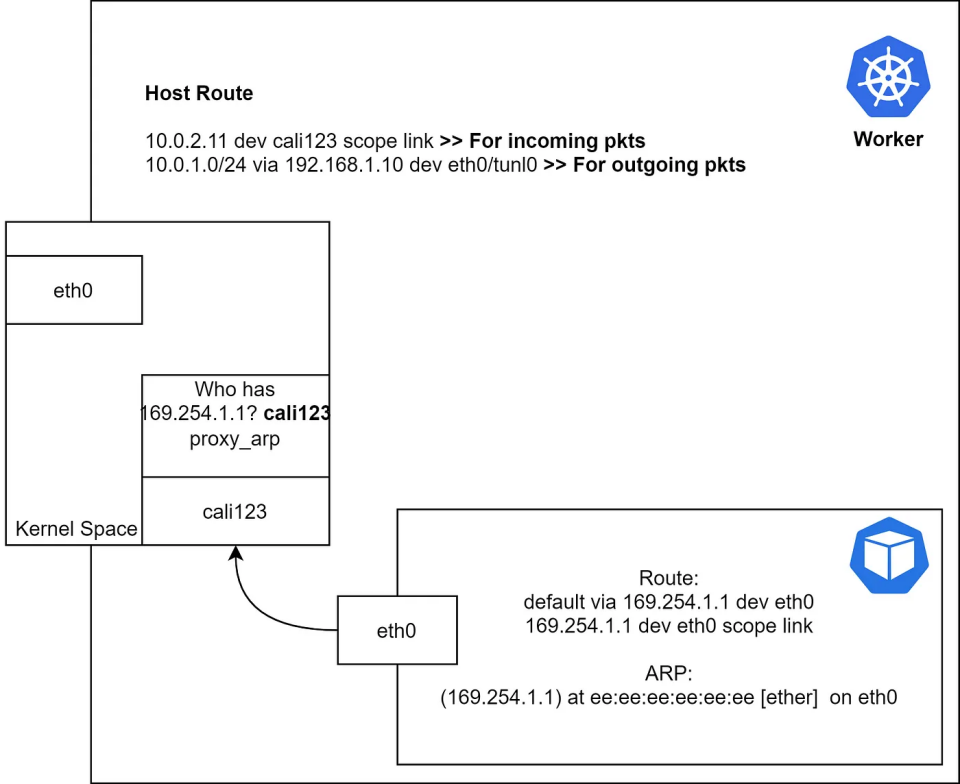 Host Route
10.0.2.11 dev cali123 scope link >> For incoming pkts
10.0.1.0/24 via 192.168.1.10 dev eth0/tunl0 >> For outgoing pkts
Worker
eth0
Who has
169.254.1.1? cali123
proxy_arp
cali123
Kernel Space
eth0
Route:
default via 169.254.1.1 dev eth0
169.254.1.1 dev eth0 scope link
ARP:
(169.254.1.1) at ee:ee:ee:ee:ee:ee [ether]  on eth0